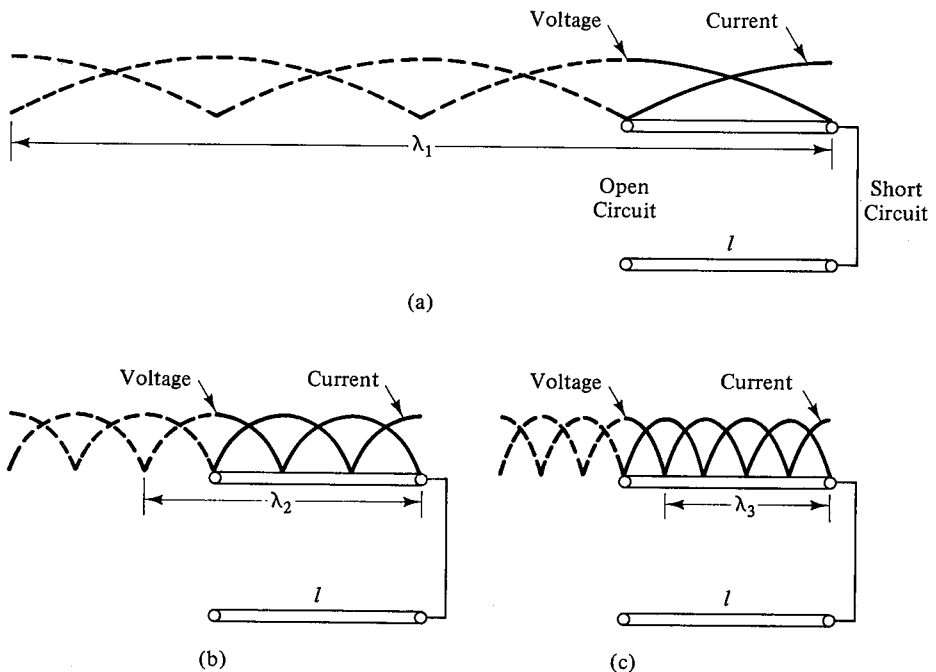 Voltage
Current
λ1
Open
Circuit
Short
Circuit
l
(a)
Voltage
Current
λ2
l
(b)
Voltage
Current
λ3
l
(c)